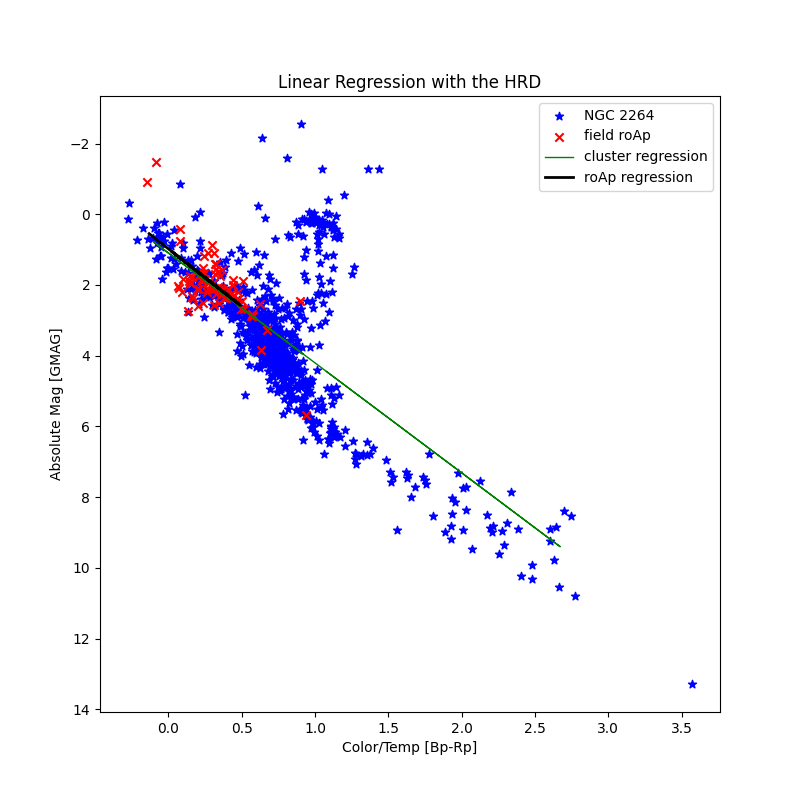 Linear Regression with the HRD
NGC 2264
field roAp
cluster regression
roAp regression
−2
0
2
4
6
8
10
12
14
Absolute Mag [GMAG]
0.0 0.5 1.0 1.5 2.0 2.5 3.0 3.5
Color/Temp [Bp-Rp]